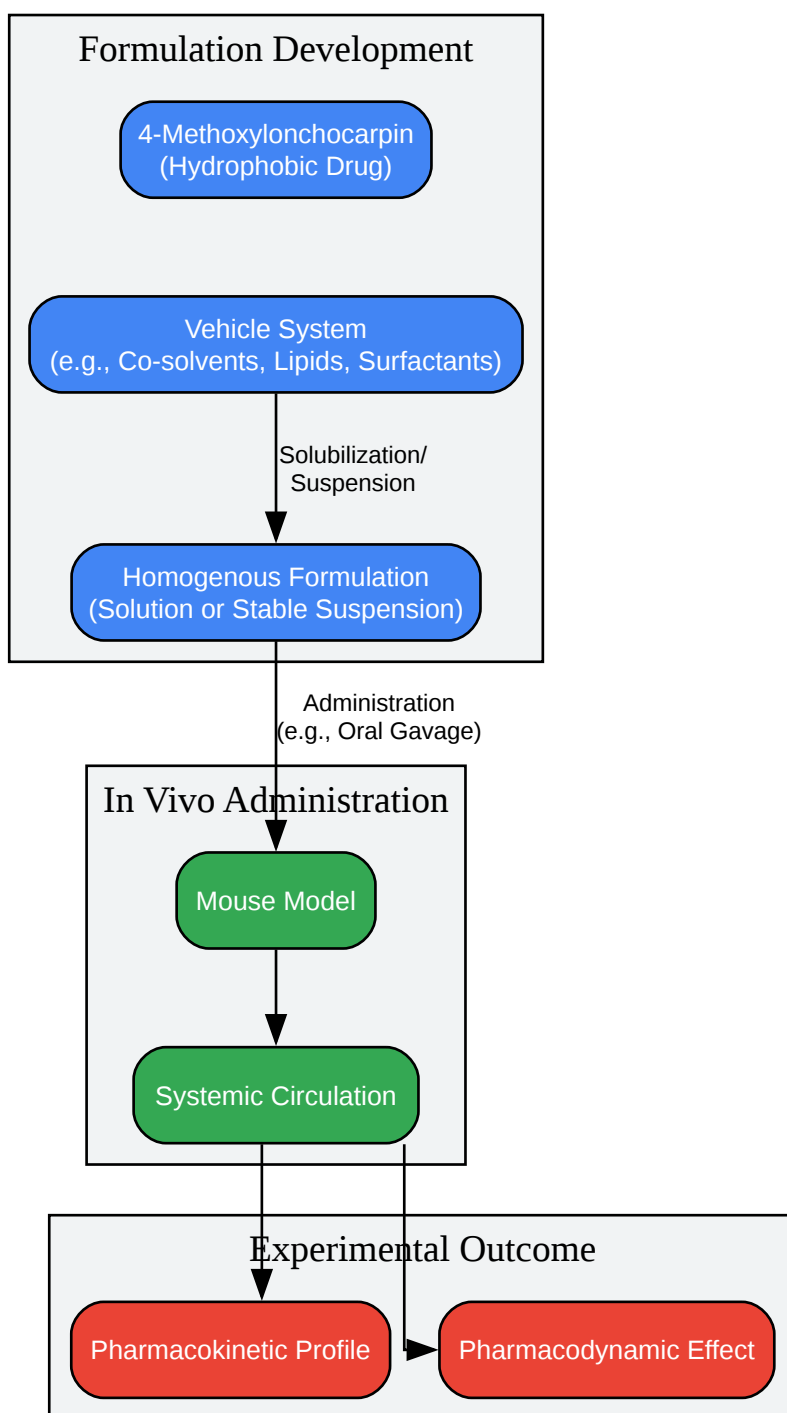 Formulation Development
4-Methoxylonchocarpin
(Hydrophobic Drug)
Vehicle System
(e.g., Co-solvents, Lipids, Surfactants)
Solubilization/
Suspension
Homogenous Formulation
(Solution or Stable Suspension)
Administration
(e.g., Oral Gavage)
In Vivo Administration
Mouse Model
Systemic Circulation
Experimental Outcome
Pharmacokinetic Profile
Pharmacodynamic Effect